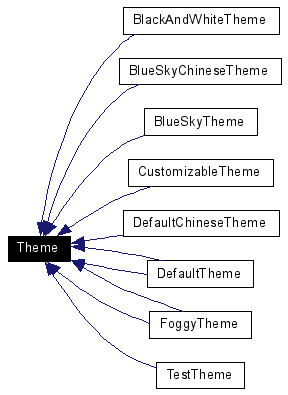 BlackAndWhiteTheme
BlueSkyChineseTheme
BlueSkyTheme
CustomizableTheme
DefaultChineseTheme
Theme
DefaultTheme
FoggyTheme
TestTheme